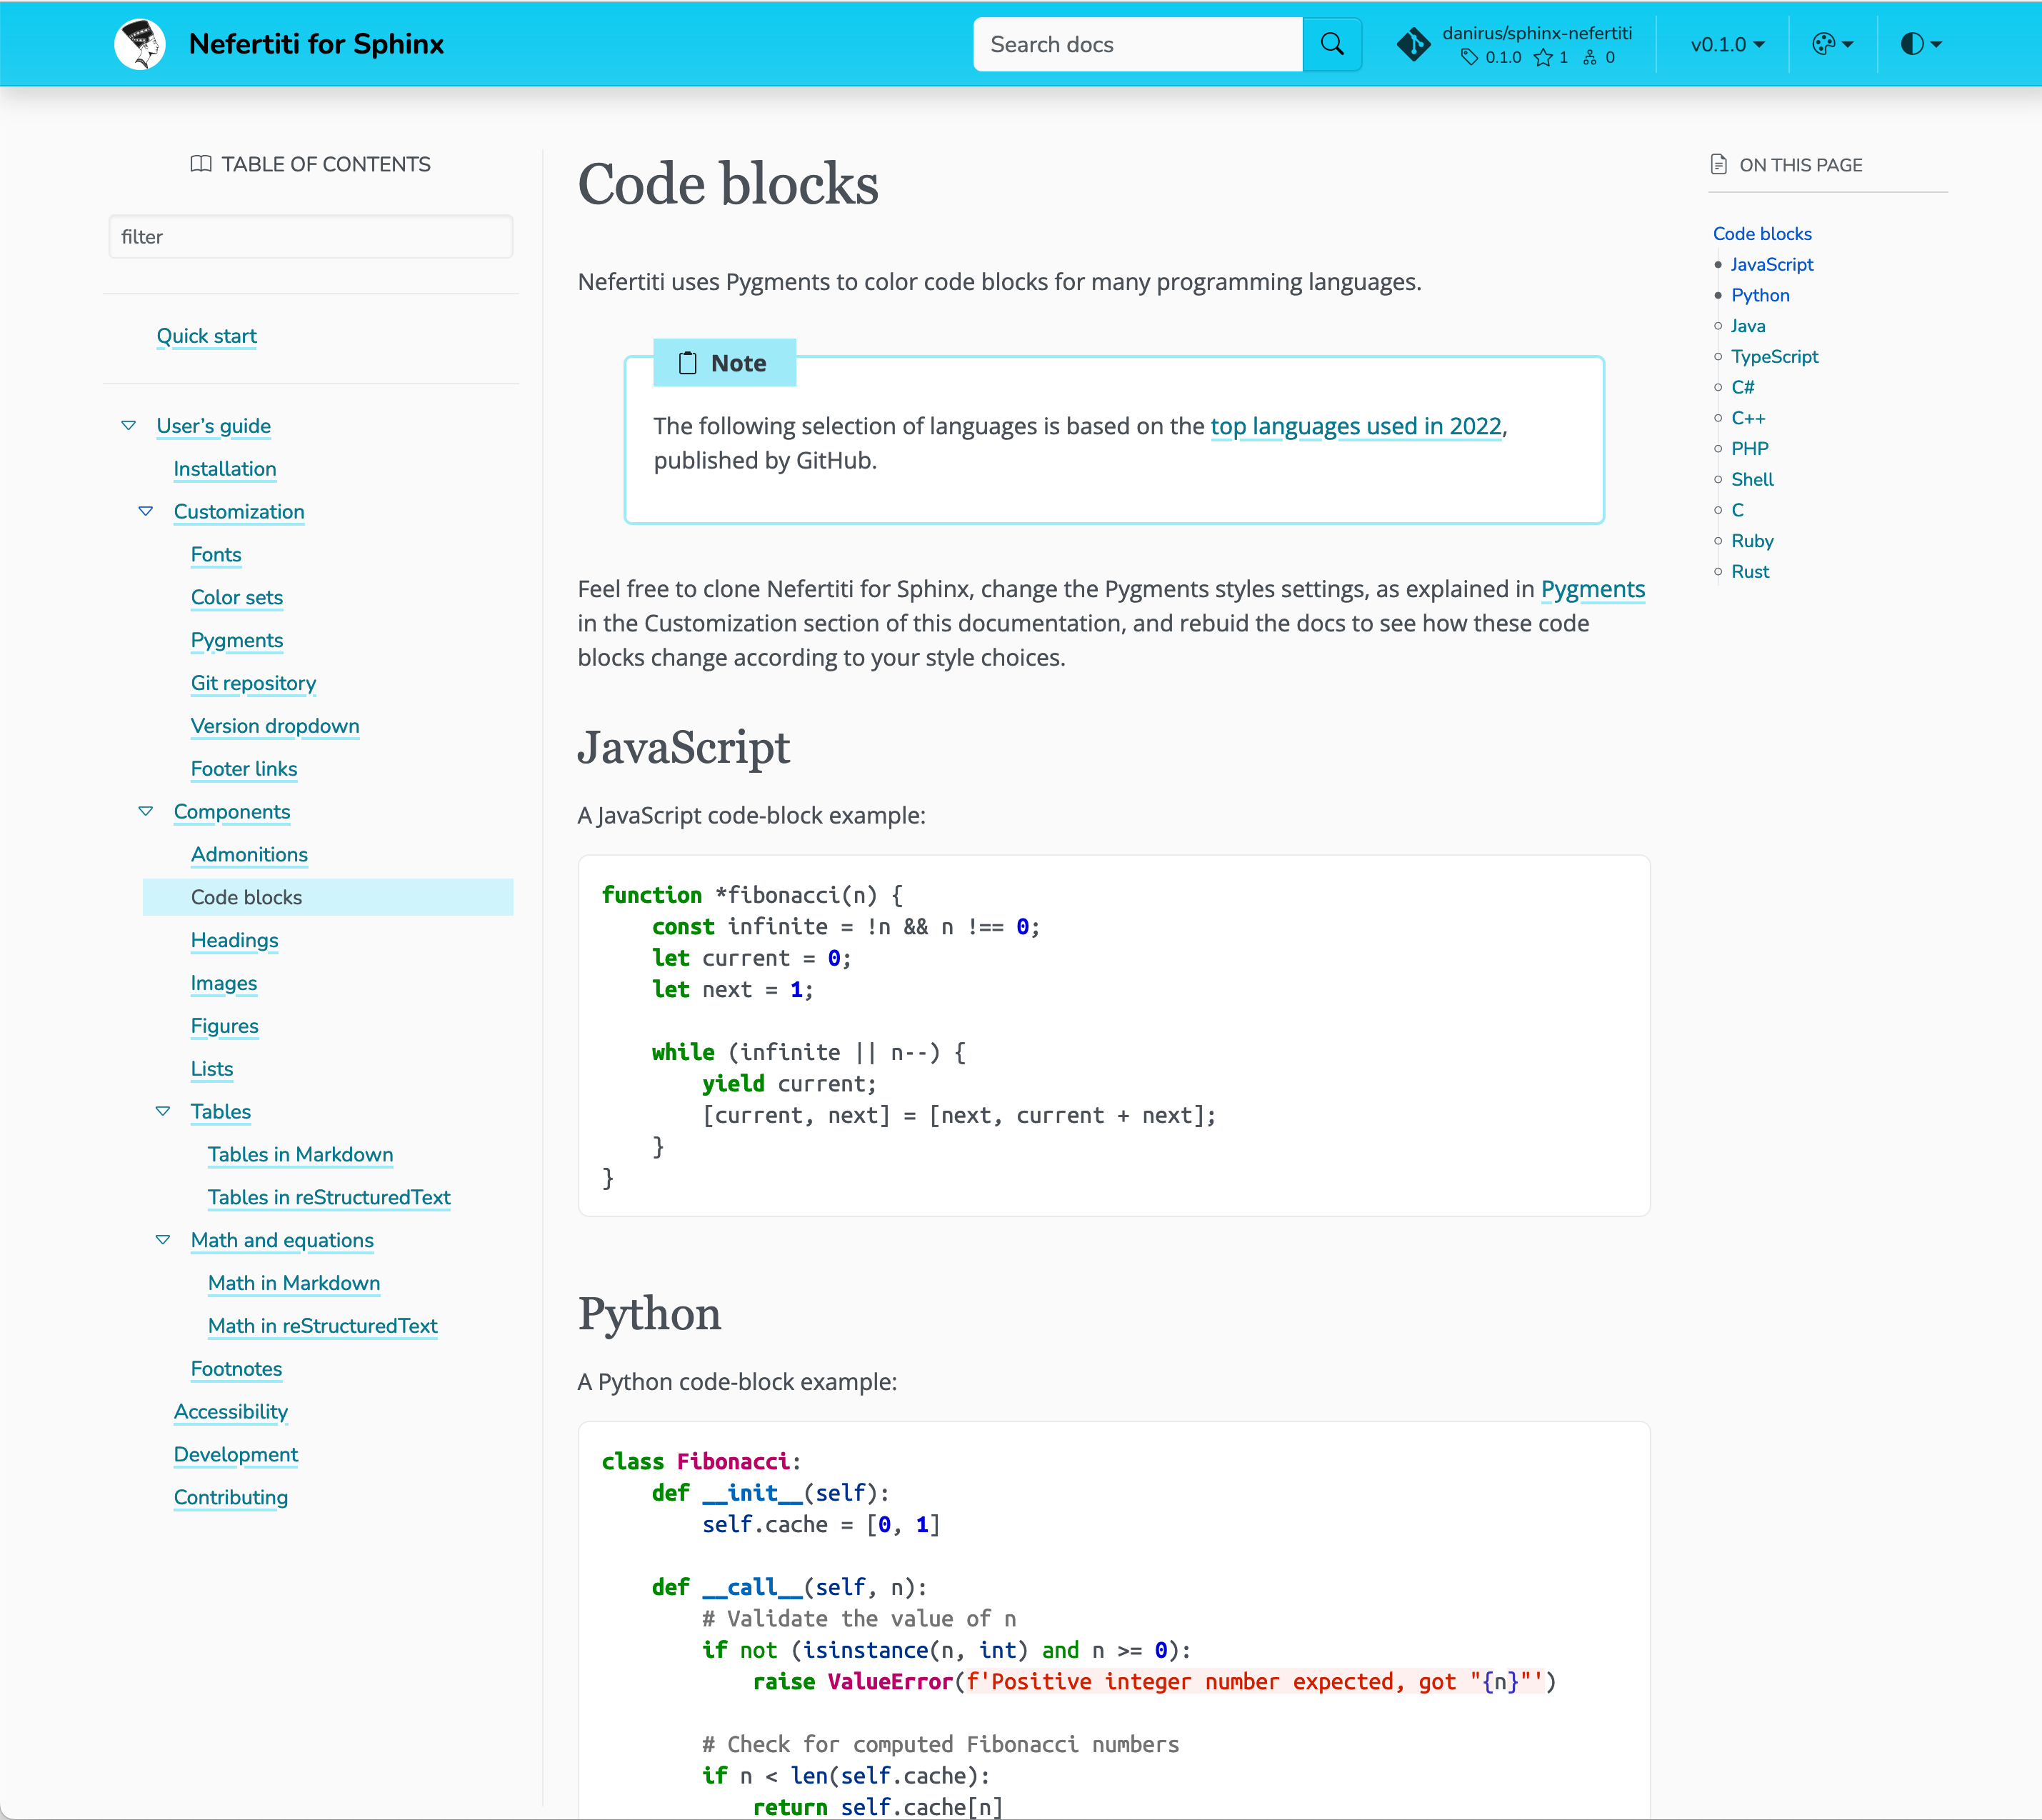 Nefertiti for Sphinx
Search docs
danirus/sphinx-nefertiti
0.1.0 1 0
v0.1.0
TABLE OF CONTENTS
filter
Quick start
User’s guide
Installation
Customization
Fonts
Color sets
Pygments
Git repository
Version dropdown
Footer links
Components
Admonitions
Code blocks
Headings
Images
Figures
Lists
Tables
Tables in Markdown
Tables in reStructuredText
Math and equations
Math in Markdown
Math in reStructuredText
Footnotes
Accessibility
Development
Contributing
Code blocks
Nefertiti uses Pygments to color code blocks for many programming languages.
Note
The following selection of languages is based on the top languages used in 2022,
published by GitHub.
Feel free to clone Nefertiti for Sphinx, change the Pygments styles settings, as explained in Pygments
in the Customization section of this documentation, and rebuid the docs to see how these code
blocks change according to your style choices.
JavaScript
A JavaScript code-block example:
function *fibonacci(n) {
    const infinite = !n && n !== 0;
    let current = 0;
    let next = 1;

    while (infinite || n--) {
        yield current;
        [current, next] = [next, current + next];
    }
}
Python
A Python code-block example:
class Fibonacci:
    def __init__(self):
        self.cache = [0, 1]

    def __call__(self, n):
        # Validate the value of n
        if not (isinstance(n, int) and n >= 0):
            raise ValueError(f'Positive integer number expected, got "{n}"')

        # Check for computed Fibonacci numbers
        if n < len(self.cache):
            return self.cache[n]
ON THIS PAGE
Code blocks
JavaScript
Python
Java
TypeScript
C#
C++
PHP
Shell
C
Ruby
Rust